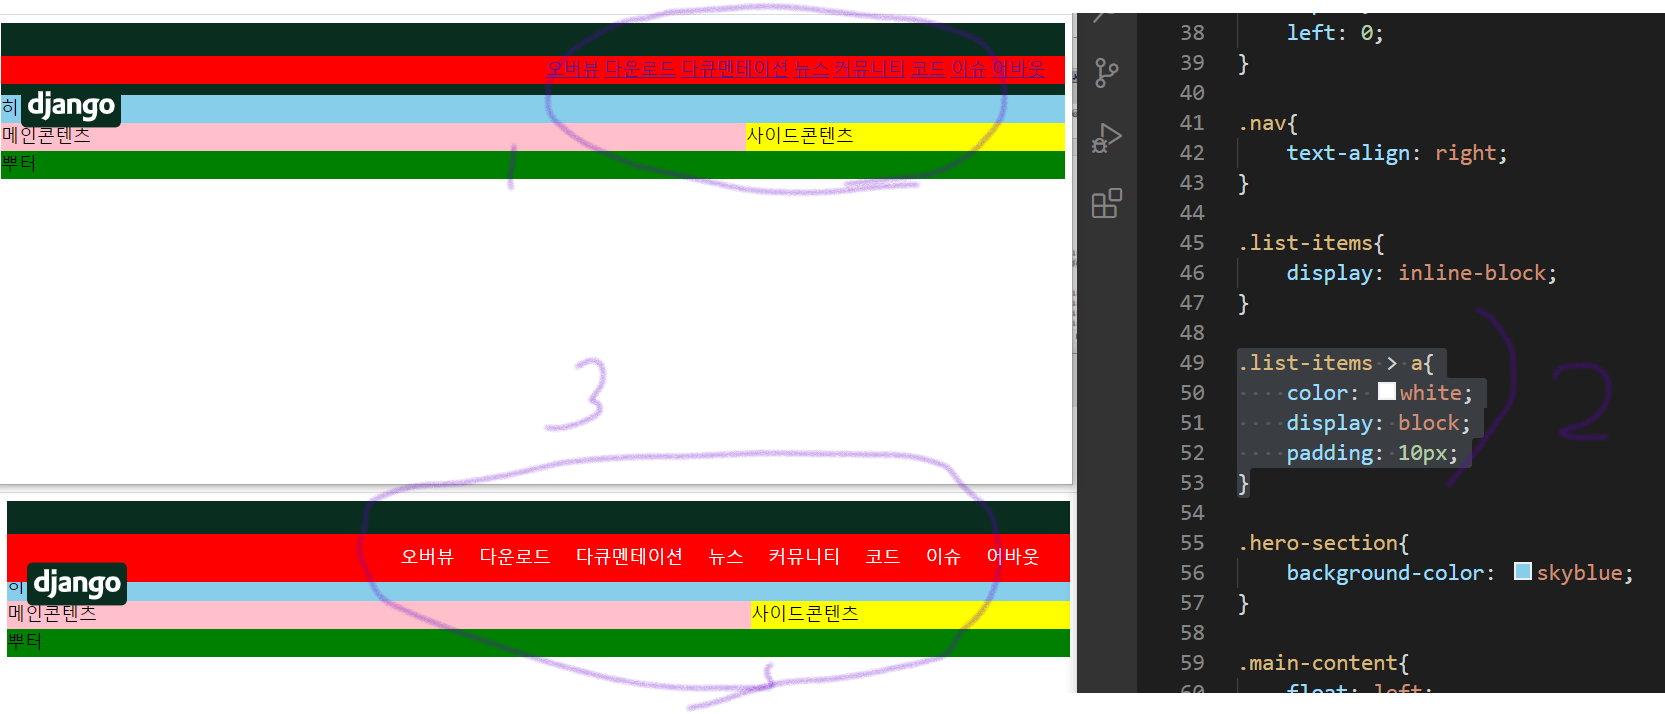 오버뷰 다운로드 다큐멘테이션 뉴스 커뮤니티 코드 이슈 어바웃
히 django
메인콘텐츠 사이드콘텐츠
뿌터
1
3
오버뷰 다운로드 다큐멘테이션 뉴스 커뮤니티 코드 이슈 어바웃
히 django
메인콘텐츠 사이드콘텐츠
뿌터
38 left: 0;
39 }
40
41 .nav{
42 text-align: right;
43 }
44
45 .list-items{
46 display: inline-block;
47 }
48
49 .list-items > a{
50 color: white;
51 display: block;
52 padding: 10px;
53 }
54
55 .hero-section{
56 background-color: skyblue;
57 }
58
59 .main-content{
60 float: left;
2